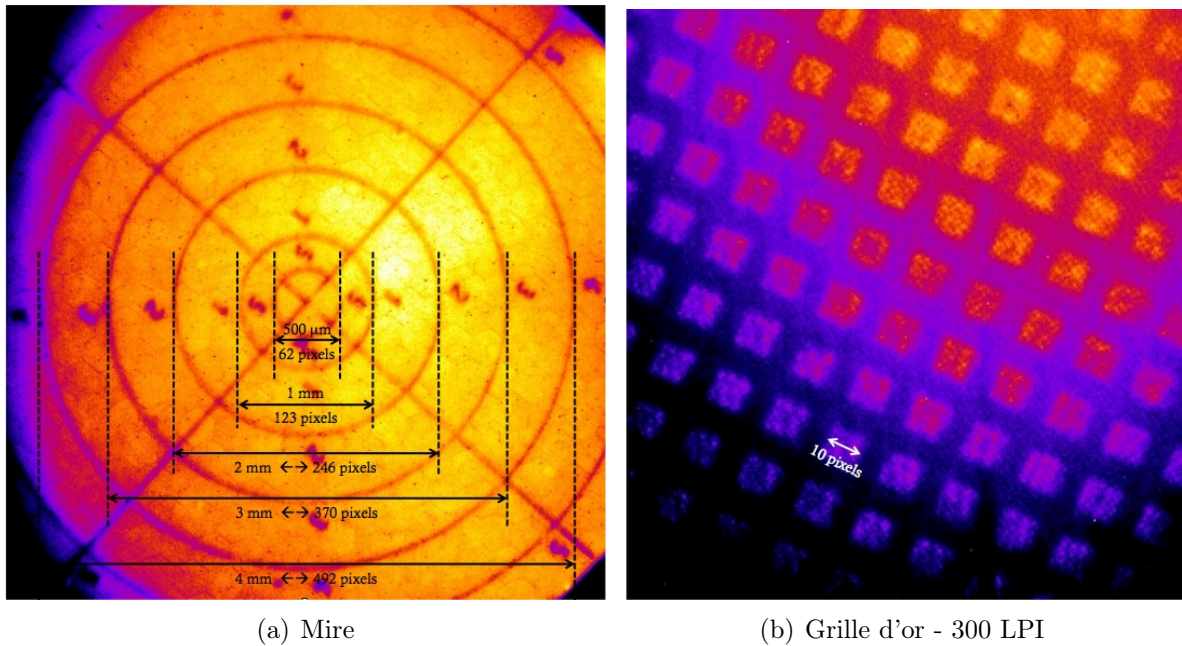 500 µm
62 pixels
1 mm
123 pixels
2 mm ↔ 246 pixels
3 mm ↔ 370 pixels
4 mm ↔ 492 pixels
10 pixels
(a) Mire
(b) Grille d'or - 300 LPI